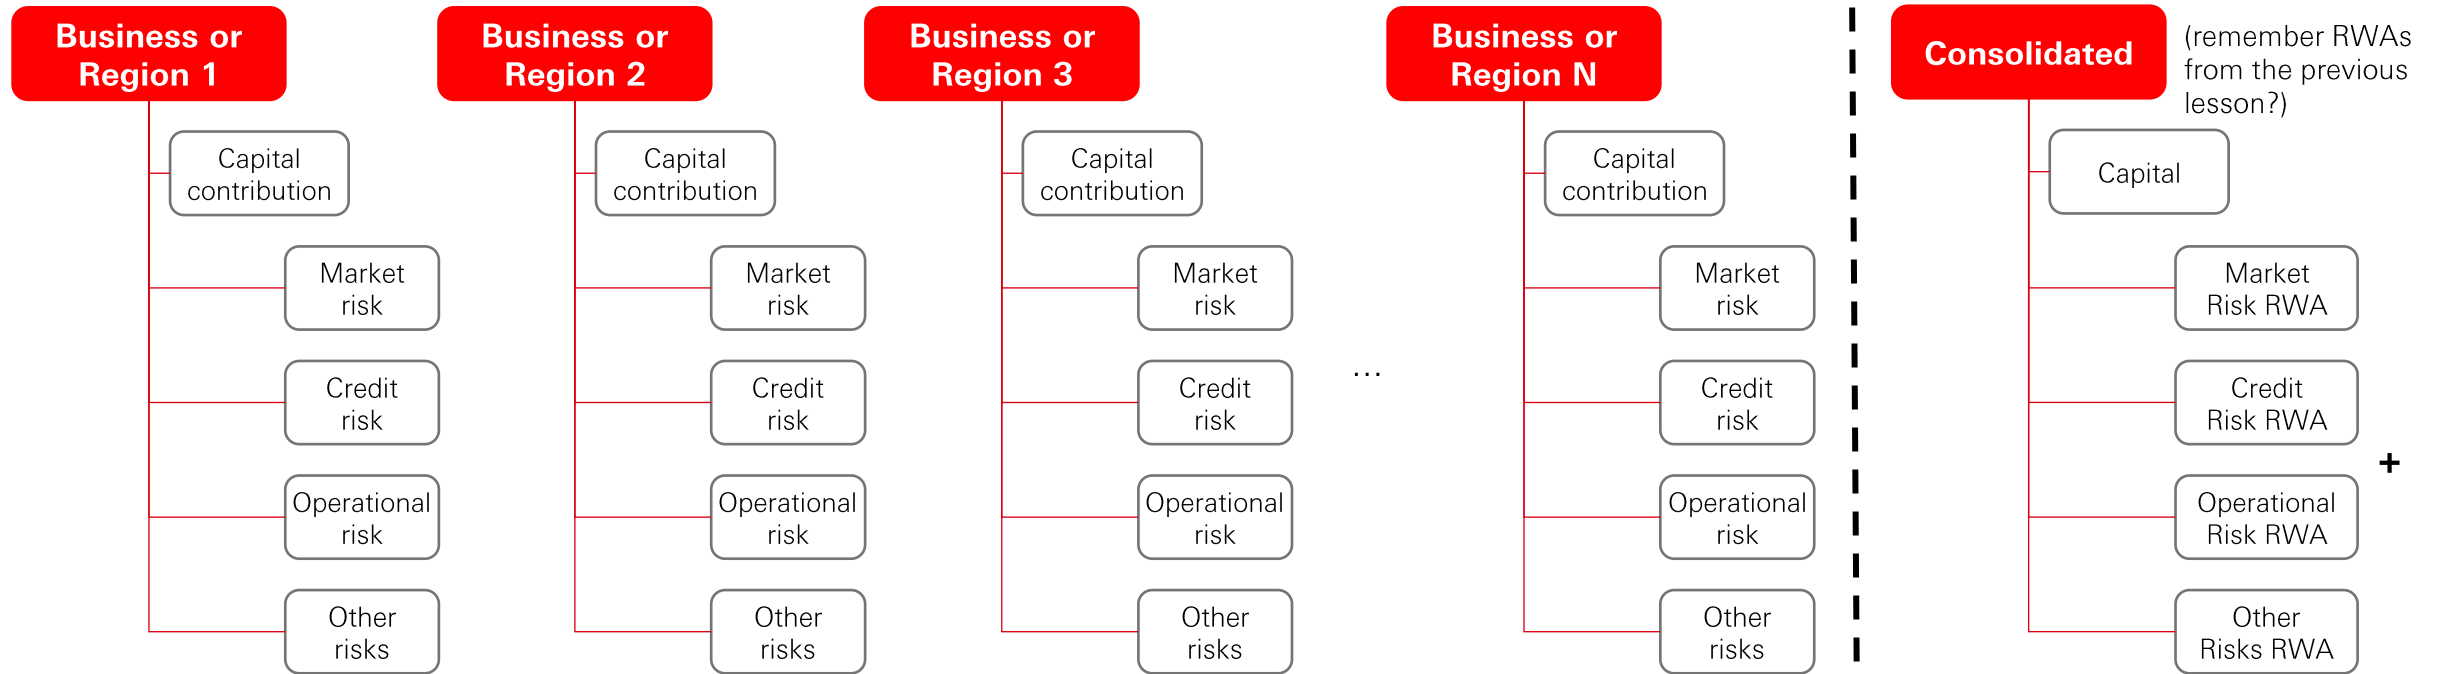 Business or
Region 1
Capital
contribution
Market
risk
Credit
risk
Operational
risk
Other
risks
Business or
Region 2
Capital
contribution
Market
risk
Credit
risk
Operational
risk
Other
risks
Business or
Region 3
Capital
contribution
Market
risk
Credit
risk
Operational
risk
Other
risks
...
Business or
Region N
Capital
contribution
Market
risk
Credit
risk
Operational
risk
Other
risks
Consolidated
(remember RWAs
from the previous
lesson?)
Capital
Market
Risk RWA
Credit
Risk RWA
Operational
Risk RWA
Other
Risks RWA
+